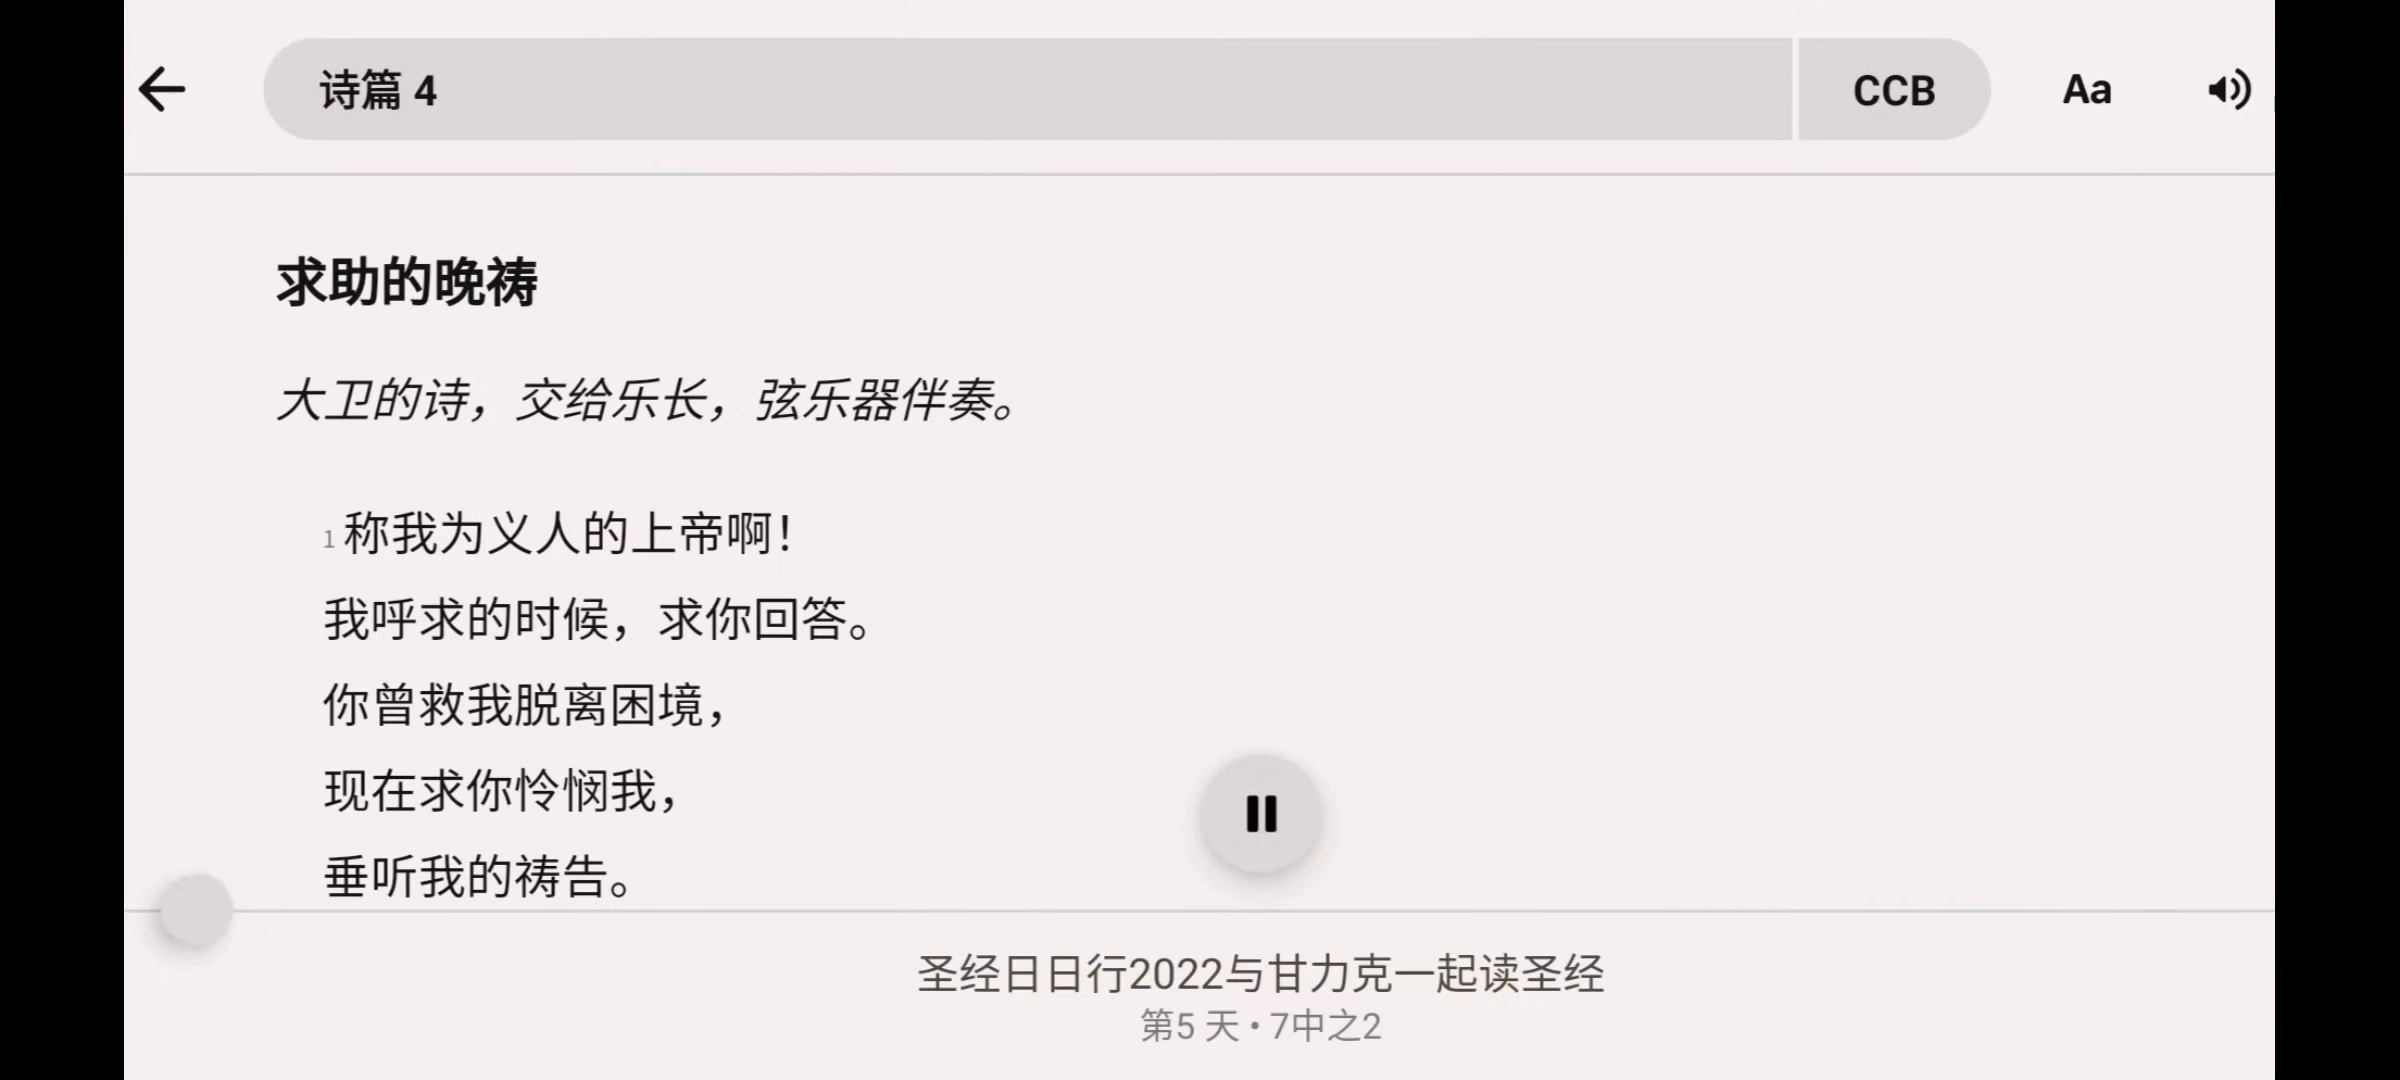 诗篇 4
CCB
Aa
求助的晚祷
大卫的诗，交给乐长，弦乐器伴奏。
1 称我为义人的上帝啊！
我呼求的时候，求你回答。
你曾救我脱离困境，
现在求你怜悯我，
垂听我的祷告。
圣经日日行2022与甘力克一起读圣经
第5 天 • 7中之2